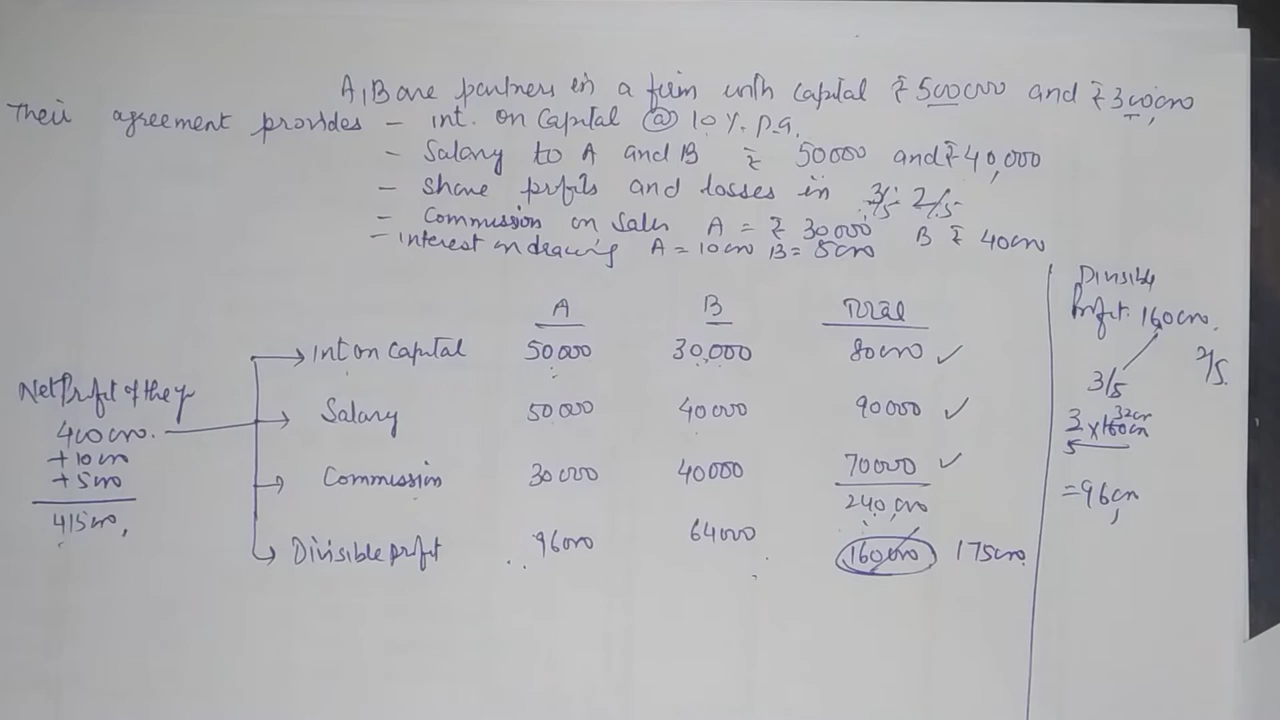 A, B are partners in a firm with capital ₹ 500000 and ₹ 300000
Their agreement provides - int. on Capital @ 10 %. p.a.
- Salary to A and B ₹ 50000 and ₹ 40,000
- Share profits and losses in 3/5 2/5
- Commission on Sales A = ₹ 30000 B ₹ 40000
- interest on drawing A = 10000 B = 5000
A B Total
Int on Capital 50000 30,000 80000 ✓
Salary 50000 40000 90000 ✓
Commission 30000 40000 70000 ✓
240,000
Divisible profit 96000 64000 160000 175000
Net Profit of the yr
400000.
+10000
+5000
415000,
Divisible
Profit. 160000.
3/5 2/5.
3/5 × 160000 32000
= 96000